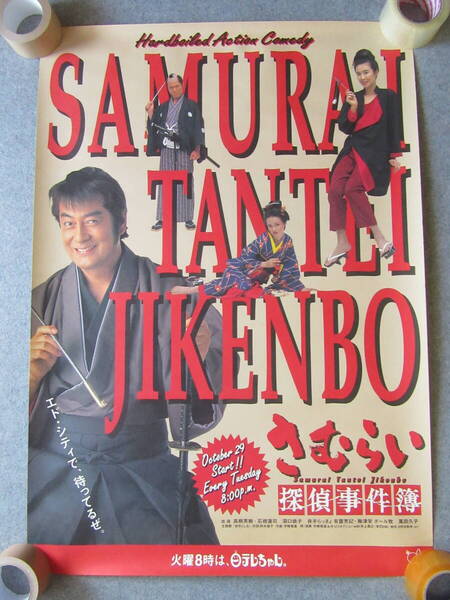 Hardboiled Action Comedy
SAMURAI
TANTEI
JIKENBO
エド・シティで、待ってるぜ。
October 29
Start!!
Every Tuesday
8:00p.m.
さむらい
Samurai Tantei Jikenbo
探偵事件簿
火曜8時は、日テレちゃん。